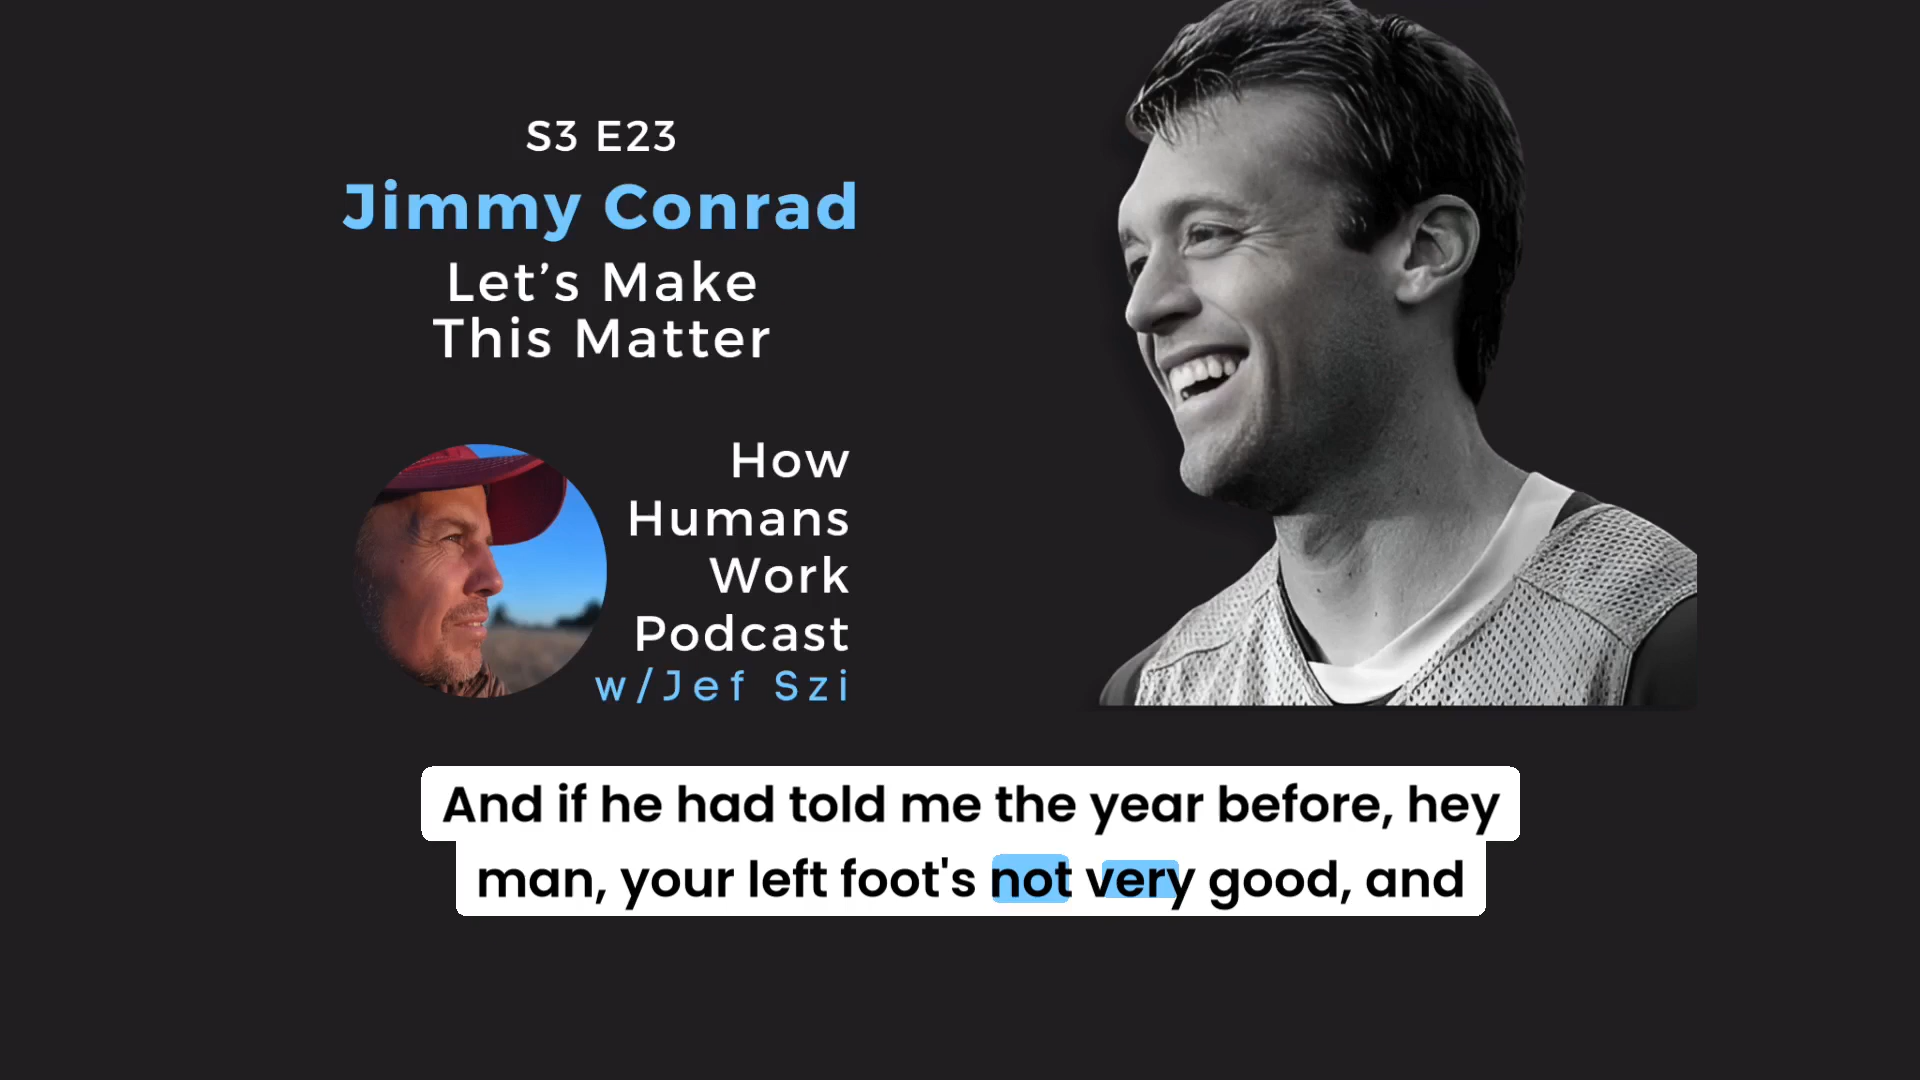 S3 E23
Jimmy Conrad
Let’s Make
This Matter
How
Humans
Work
Podcast
w/Jef Szi
And if he had told me the year before, hey
man, your left foot's not very good, and